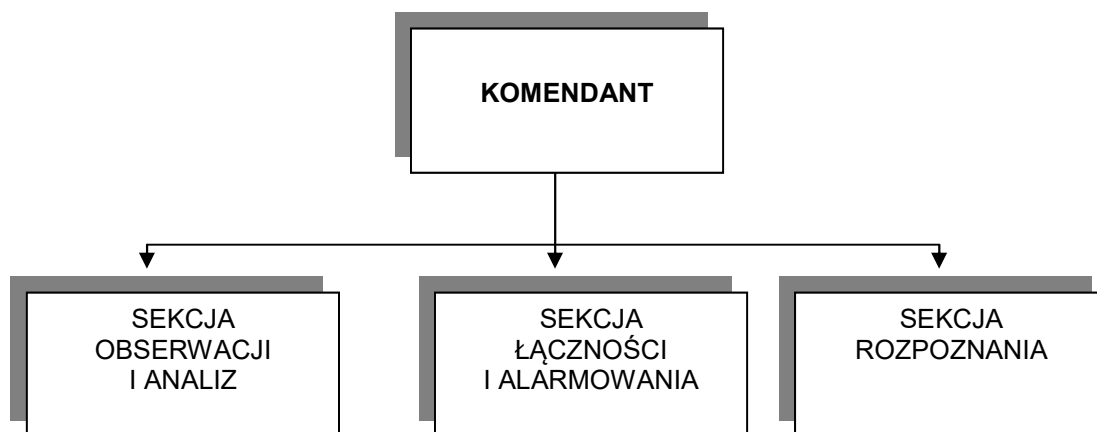 KOMENDANT
SEKCJA
OBSERWACJI
I ANALIZ
SEKCJA
ŁĄCZNOŚCI
I ALARMOWANIA
SEKCJA
ROZPOZNANIA